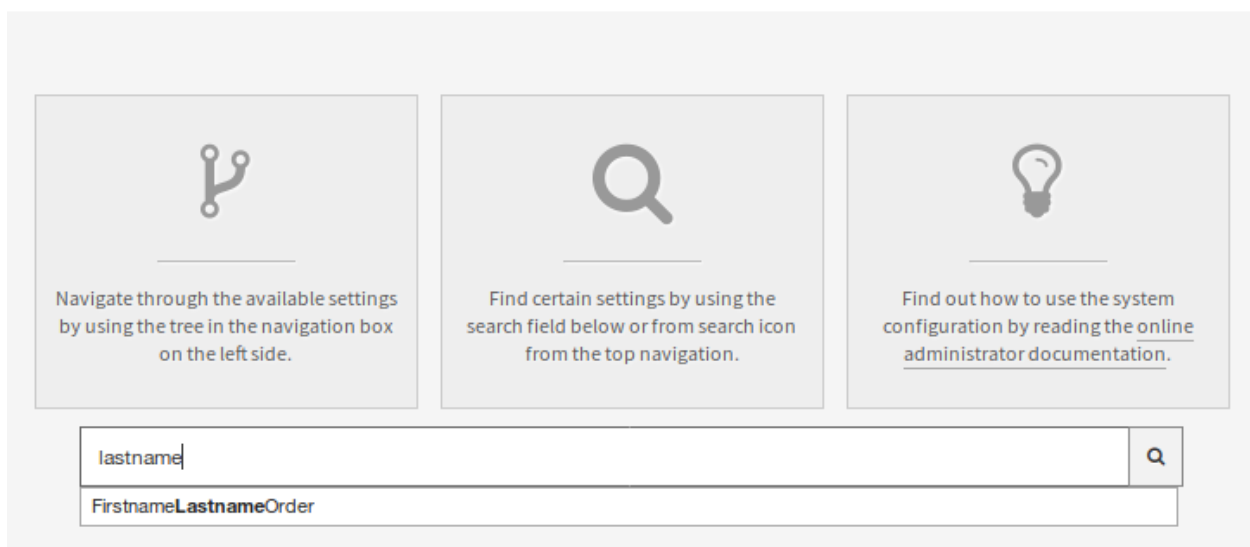 Navigate through the available settings
by using the tree in the navigation box
on the left side.
Find certain settings by using the
search field below or from search icon
from the top navigation.
Find out how to use the system
configuration by reading the online
administrator documentation.
lastname
FirstnameLastnameOrder